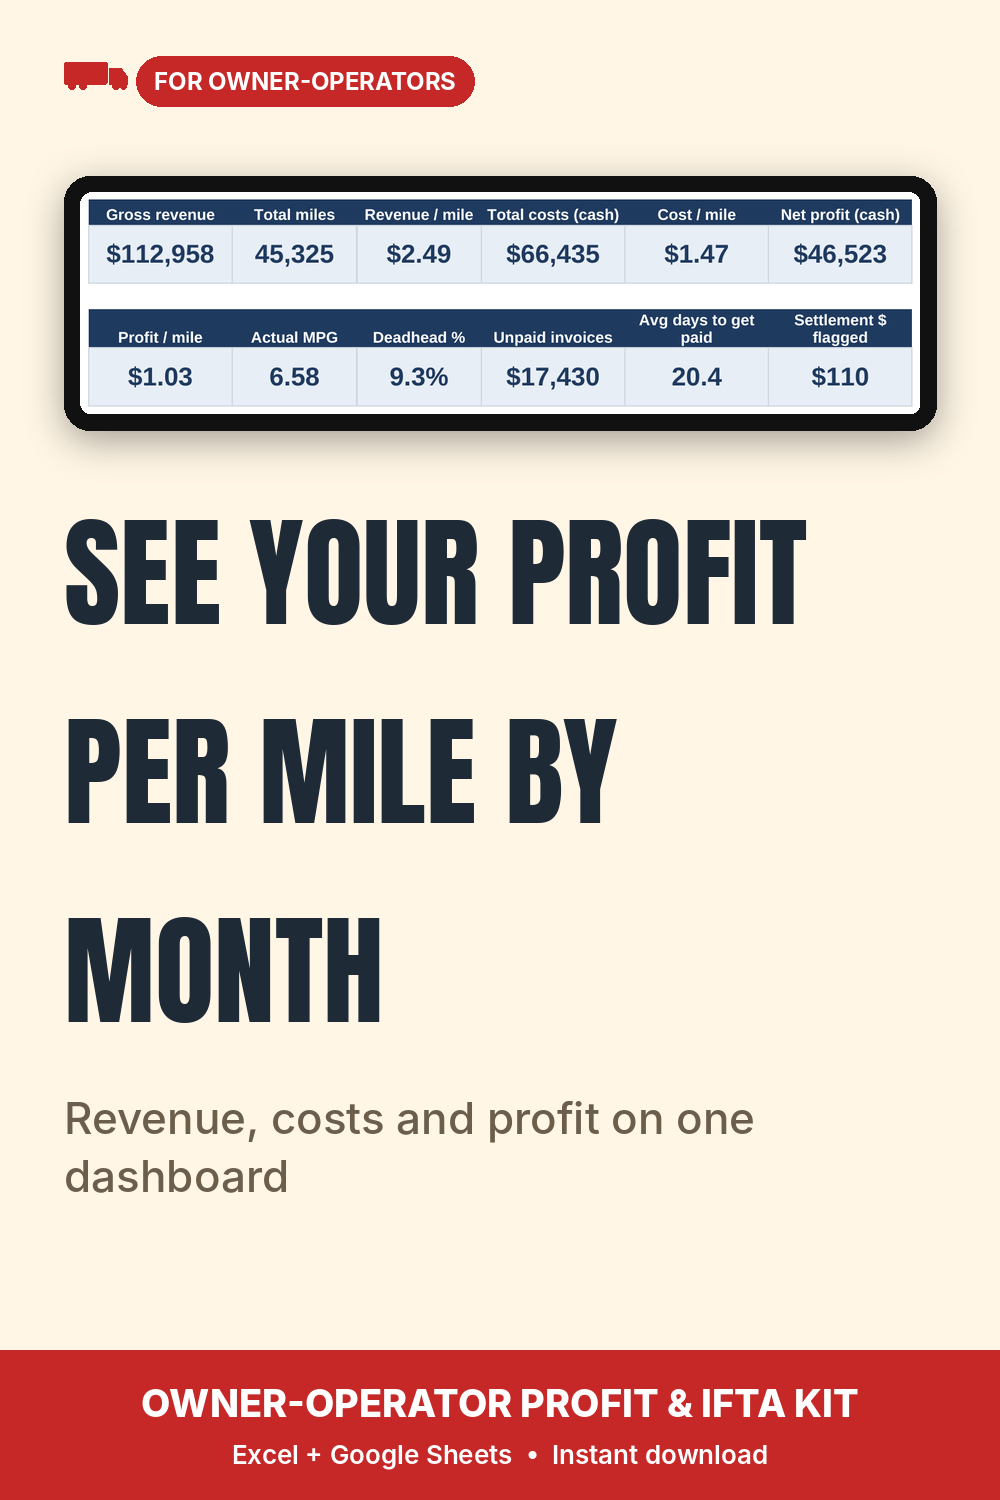 FOR OWNER-OPERATORS
Gross revenue Total miles Revenue / mile Total costs (cash) Cost / mile Net profit (cash)
$112,958 45,325 $2.49 $66,435 $1.47 $46,523
Profit / mile Actual MPG Deadhead % Unpaid invoices Avg days to get paid Settlement $ flagged
$1.03 6.58 9.3% $17,430 20.4 $110
SEE YOUR PROFIT
PER MILE BY
MONTH
Revenue, costs and profit on one
dashboard
OWNER-OPERATOR PROFIT & IFTA KIT
Excel + Google Sheets • Instant download